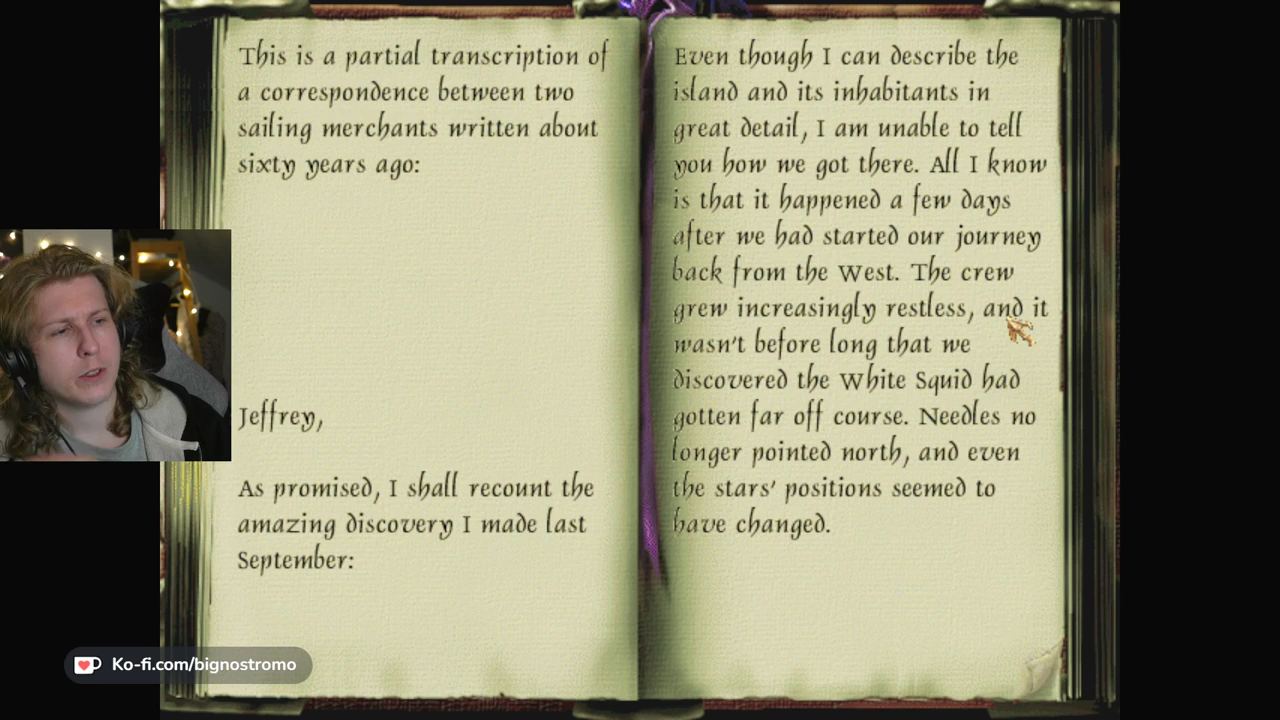 This is a partial transcription of
a correspondence between two
sailing merchants written about
sixty years ago:
Jeffrey,
As promised, I shall recount the
amazing discovery I made last
September:
Even though I can describe the
island and its inhabitants in
great detail, I am unable to tell
you how we got there. All I know
is that it happened a few days
after we had started our journey
back from the West. The crew
grew increasingly restless, and it
wasn't before long that we
discovered the White Squid had
gotten far off course. Needles no
longer pointed north, and even
the stars' positions seemed to
have changed.
Ko-fi.com/bignostromo